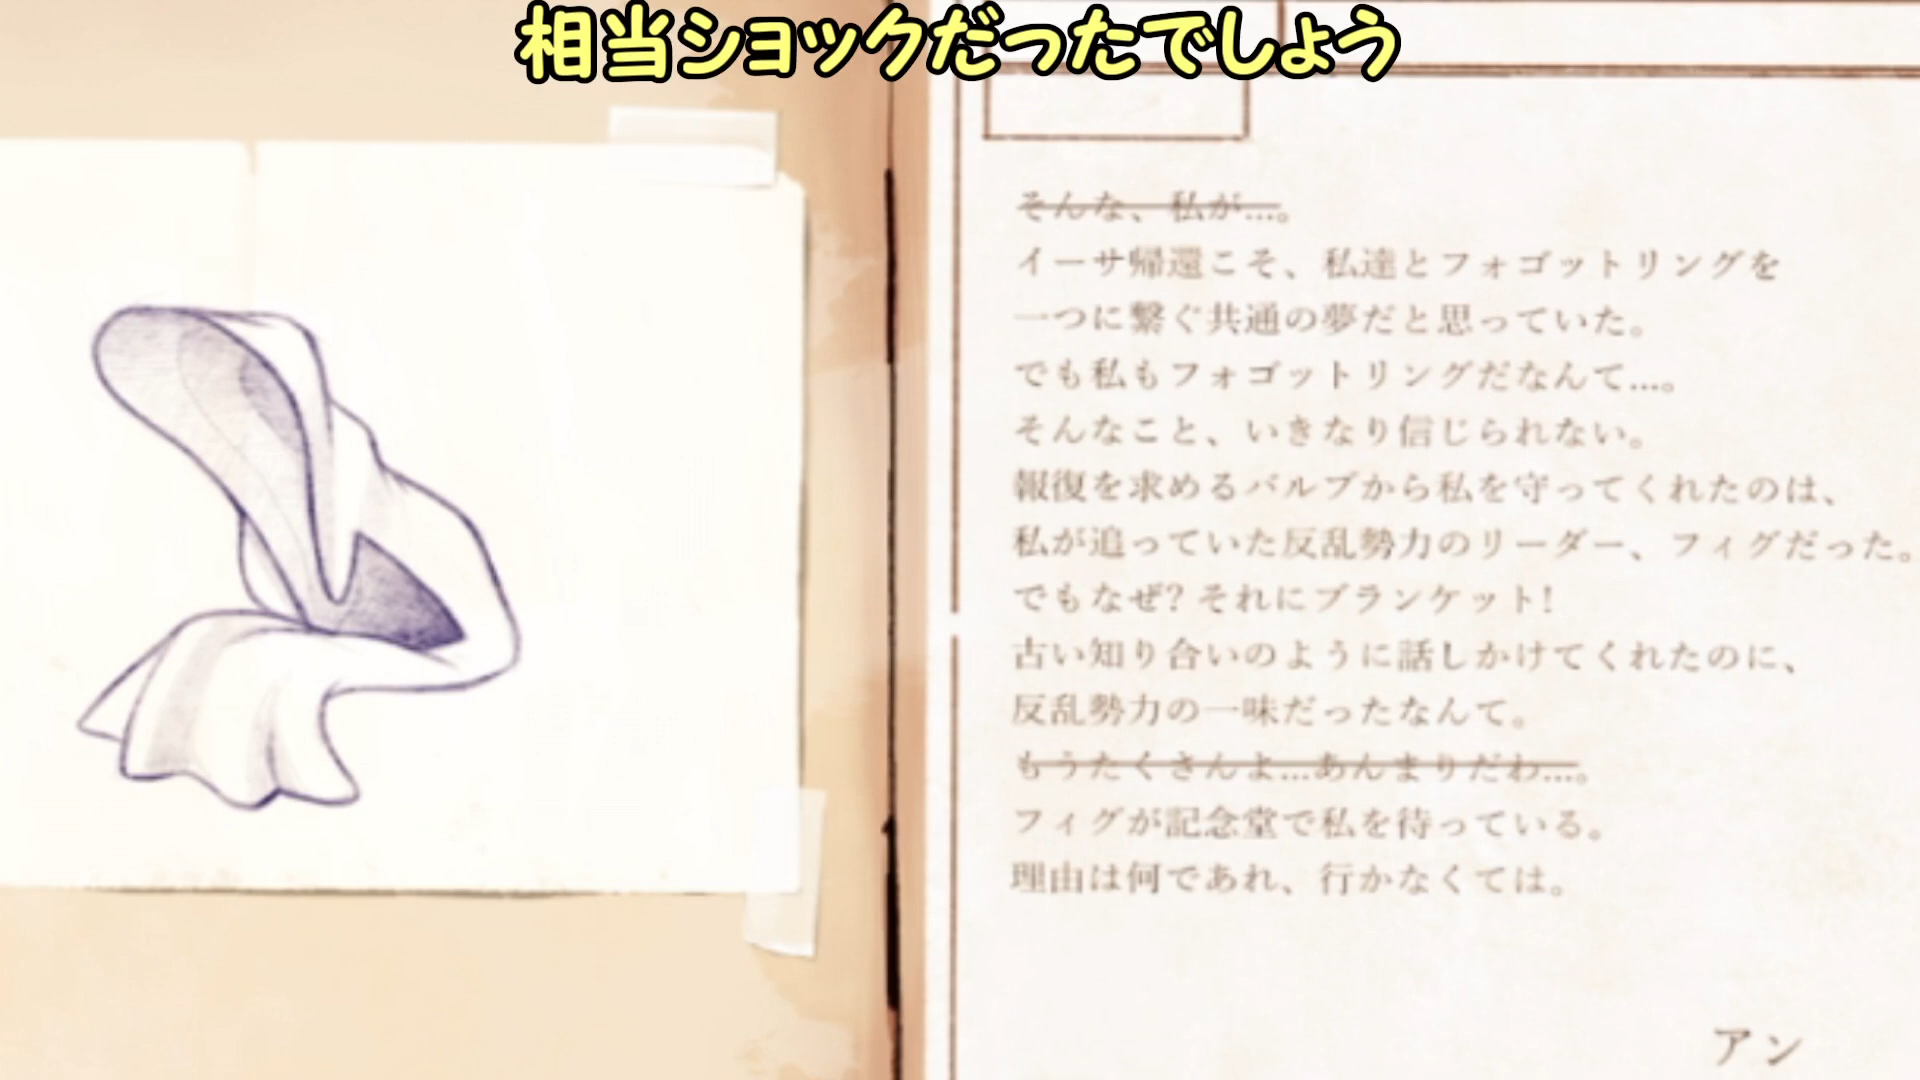 相当ショックだったでしょう
そんな、私が…。
イーサ帰還こそ、私達とフォゴットリングを
一つに繋ぐ共通の夢だと思っていた。
でも私もフォゴットリングだなんて…。
そんなこと、いきなり信じられない。
報復を求めるバルブから私を守ってくれたのは、
私が追っていた反乱勢力のリーダー、フィグだった。
でもなぜ? それにブランケット!
古い知り合いのように話しかけてくれたのに、
反乱勢力の一味だったなんて。
もうたくさんよ…あんまりだわ…。
フィグが記念堂で私を待っている。
理由は何であれ、行かなくては。
アン